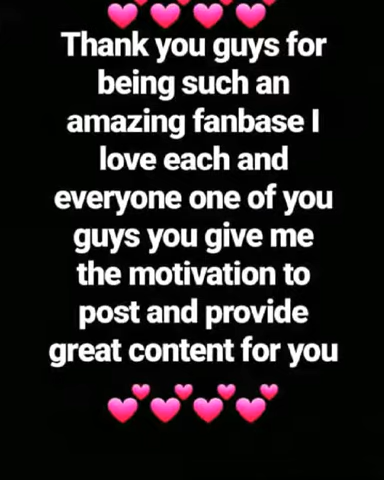 💕💕💕💕
Thank you guys for
being such an
amazing fanbase I
love each and
everyone one of you
guys you give me
the motivation to
post and provide
great content for you
💕💕💕💕